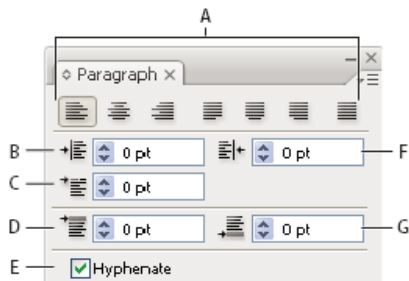 A
Paragraph
B 0 pt 0 pt F
C 0 pt
D 0 pt 0 pt G
E Hyphenate